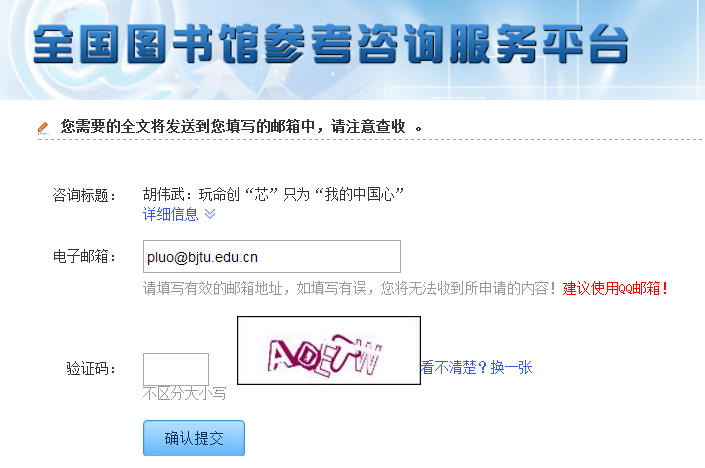 全国图书馆参考咨询服务平台
您需要的全文将发送到您填写的邮箱中，请注意查收 。
咨询标题： 胡伟武：玩命创“芯”只为“我的中国心”
详细信息
电子邮箱： pluo@bjtu.edu.cn
请填写有效的邮箱地址，如填写有误，您将无法收到所申请的内容！建议使用QQ邮箱！
ADETW
验证码： 看不清楚？换一张
不区分大小写
确认提交